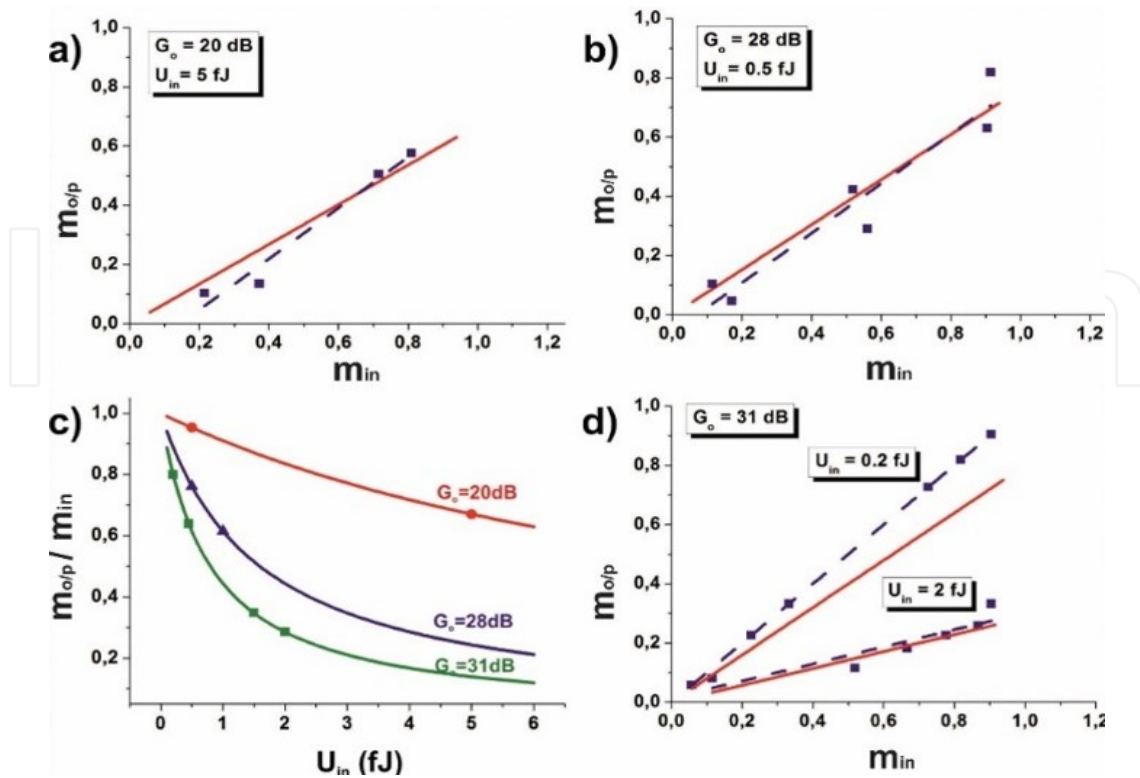 a)
G₀ = 20 dB
U_in = 5 fJ
1,0
0,8
0,6
0,4
0,2
0,0
m_o/p
0,0 0,2 0,4 0,6 0,8 1,0 1,2
m_in
b)
G₀ = 28 dB
U_in = 0.5 fJ
1,0
0,8
0,6
0,4
0,2
0,0
m_o/p
0,0 0,2 0,4 0,6 0,8 1,0 1,2
m_in
c)
1,0
0,8
0,6
0,4
0,2
m_o/p / m_in
G₀=20dB
G₀=28dB
G₀=31dB
0 1 2 3 4 5 6
U_in (fJ)
d)
G₀ = 31 dB
U_in = 0.2 fJ
U_in = 2 fJ
1,0
0,8
0,6
0,4
0,2
0,0
m_o/p
0,0 0,2 0,4 0,6 0,8 1,0 1,2
m_in